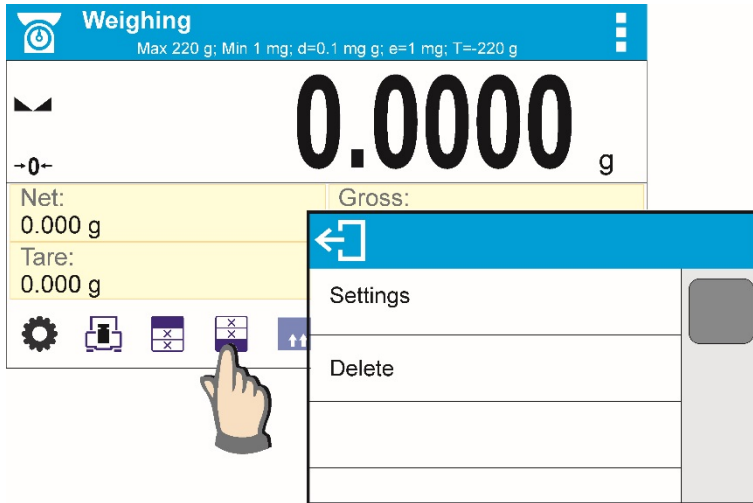 Weighing
Max 220 g; Min 1 mg; d=0.1 mg g; e=1 mg; T=-220 g
0.0000 g
→0←
Net:
Gross:
0.000 g
Tare:
0.000 g
Settings
Delete